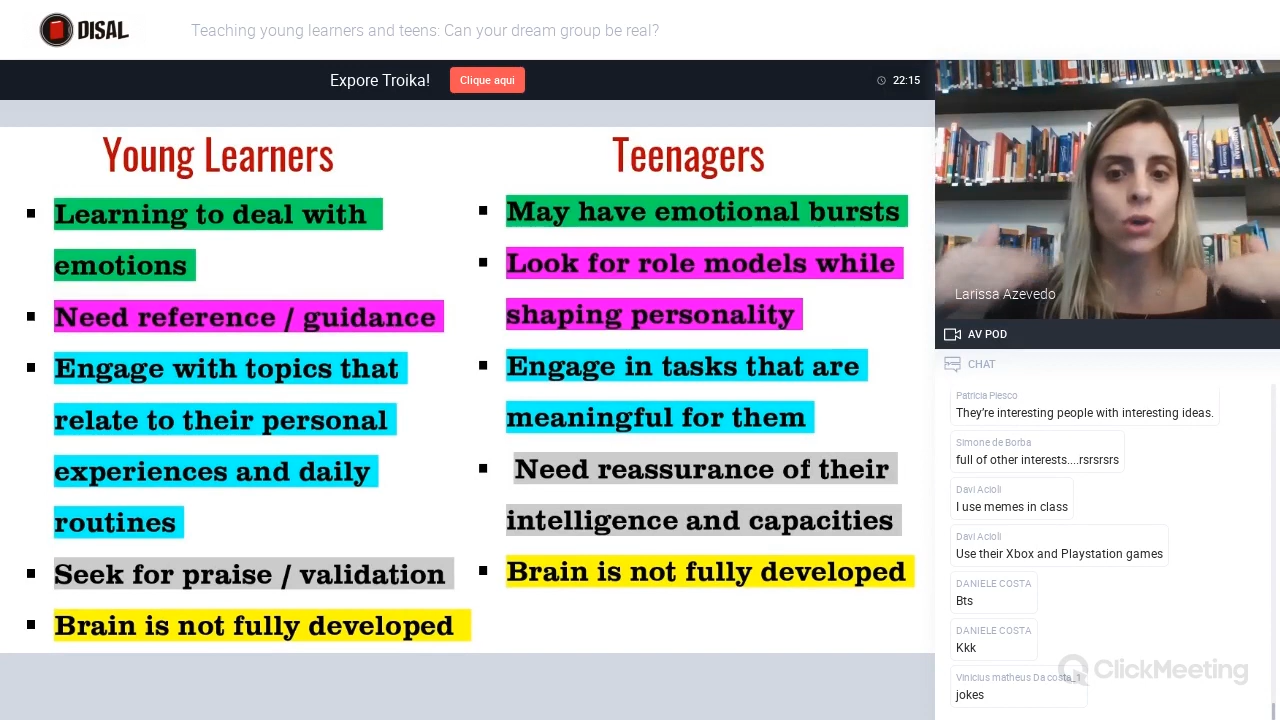 DISAL
Teaching young learners and teens: Can your dream group be real?
Expore Troika!
Clique aqui
22:15
Young Learners
Learning to deal with
emotions
Need reference / guidance
Engage with topics that
relate to their personal
experiences and daily
routines
Seek for praise / validation
Brain is not fully developed
Teenagers
May have emotional bursts
Look for role models while
shaping personality
Engage in tasks that are
meaningful for them
Need reassurance of their
intelligence and capacities
Brain is not fully developed
Larissa Azevedo
AV POD
CHAT
Patricia Plesco
They're interesting people with interesting ideas.
Simone de Borba
full of other interests....rsrsrsrs
Davi Acioli
I use memes in class
Davi Acioli
Use their Xbox and Playstation games
DANIELE COSTA
Bts
DANIELE COSTA
Kkk
Vinicius matheus Da costa_1
jokes
ClickMeeting